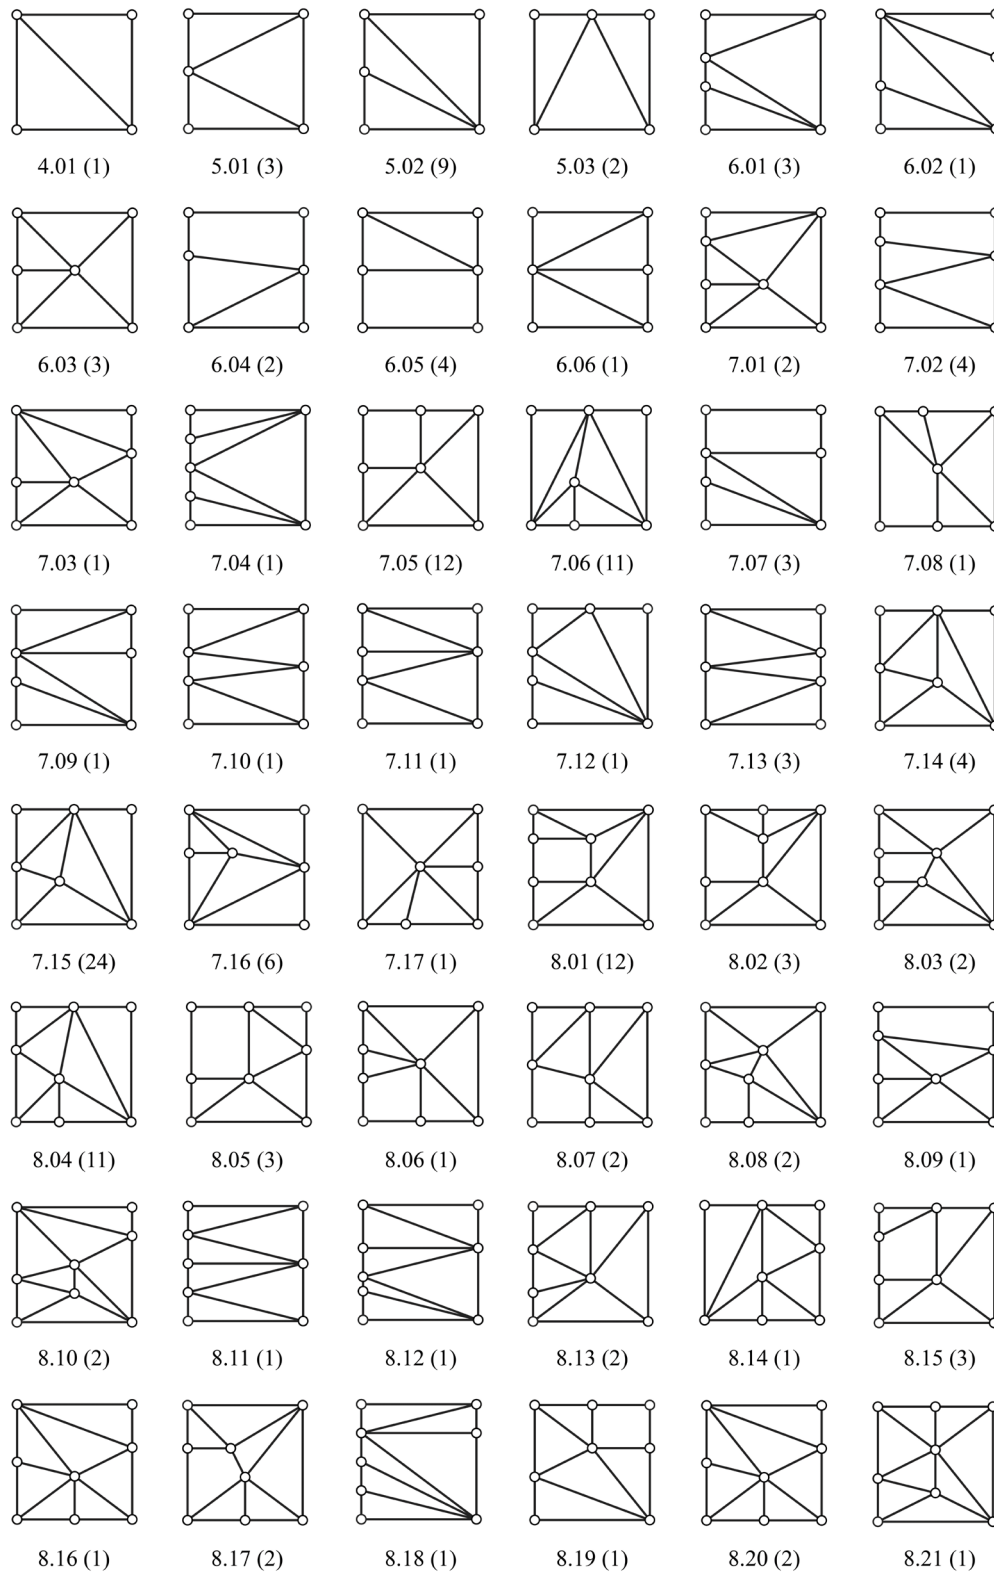 4.01 (1) 5.01 (3) 5.02 (9) 5.03 (2) 6.01 (3) 6.02 (1)
6.03 (3) 6.04 (2) 6.05 (4) 6.06 (1) 7.01 (2) 7.02 (4)
7.03 (1) 7.04 (1) 7.05 (12) 7.06 (11) 7.07 (3) 7.08 (1)
7.09 (1) 7.10 (1) 7.11 (1) 7.12 (1) 7.13 (3) 7.14 (4)
7.15 (24) 7.16 (6) 7.17 (1) 8.01 (12) 8.02 (3) 8.03 (2)
8.04 (11) 8.05 (3) 8.06 (1) 8.07 (2) 8.08 (2) 8.09 (1)
8.10 (2) 8.11 (1) 8.12 (1) 8.13 (2) 8.14 (1) 8.15 (3)
8.16 (1) 8.17 (2) 8.18 (1) 8.19 (1) 8.20 (2) 8.21 (1)